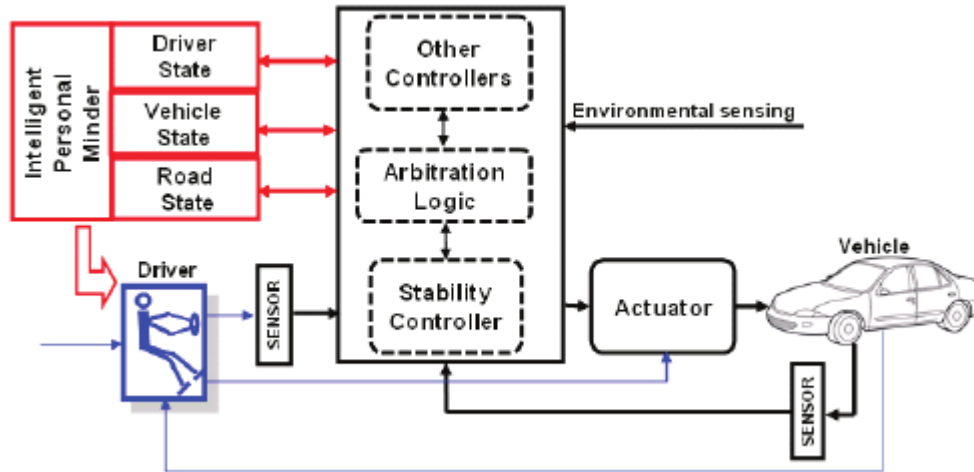 Intelligent
Personal
Minder
Driver
State
Vehicle
State
Road
State
Other
Controllers
Arbitration
Logic
Stability
Controller
Environmental sensing
Driver
SENSOR
Actuator
Vehicle
SENSOR